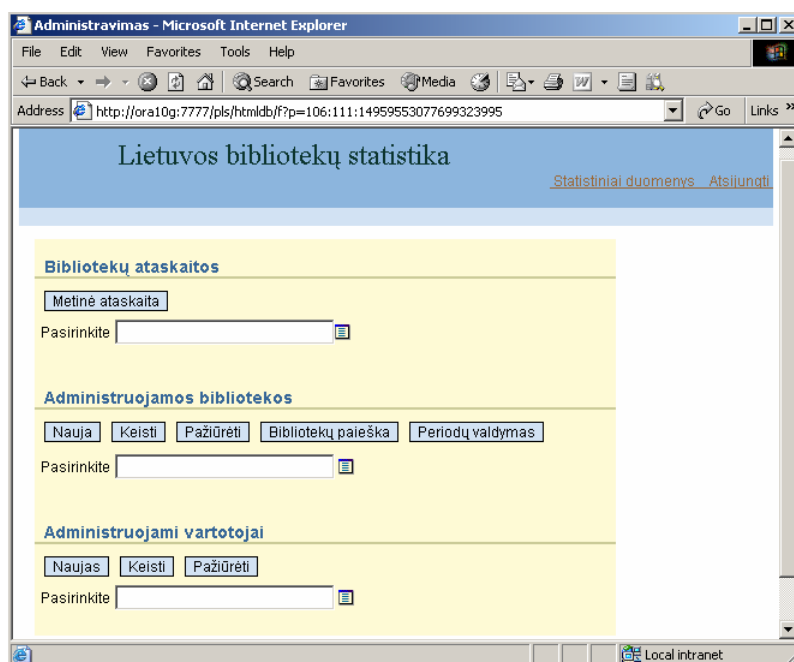 Administravimas - Microsoft Internet Explorer
File Edit View Favorites Tools Help
Back Search Favorites Media
Address http://ora10g:7777/pls/htmldb/f?p=106:111:14959553077699323995 Go Links »
Lietuvos bibliotekų statistika
Statistiniai duomenys Atsijungti
Bibliotekų ataskaitos
Metinė ataskaita
Pasirinkite
Administruojamos bibliotekos
Nauja Keisti Pažiūrėti Bibliotekų paieška Periodų valdymas
Pasirinkite
Administruojami vartotojai
Naujas Keisti Pažiūrėti
Pasirinkite
Local intranet